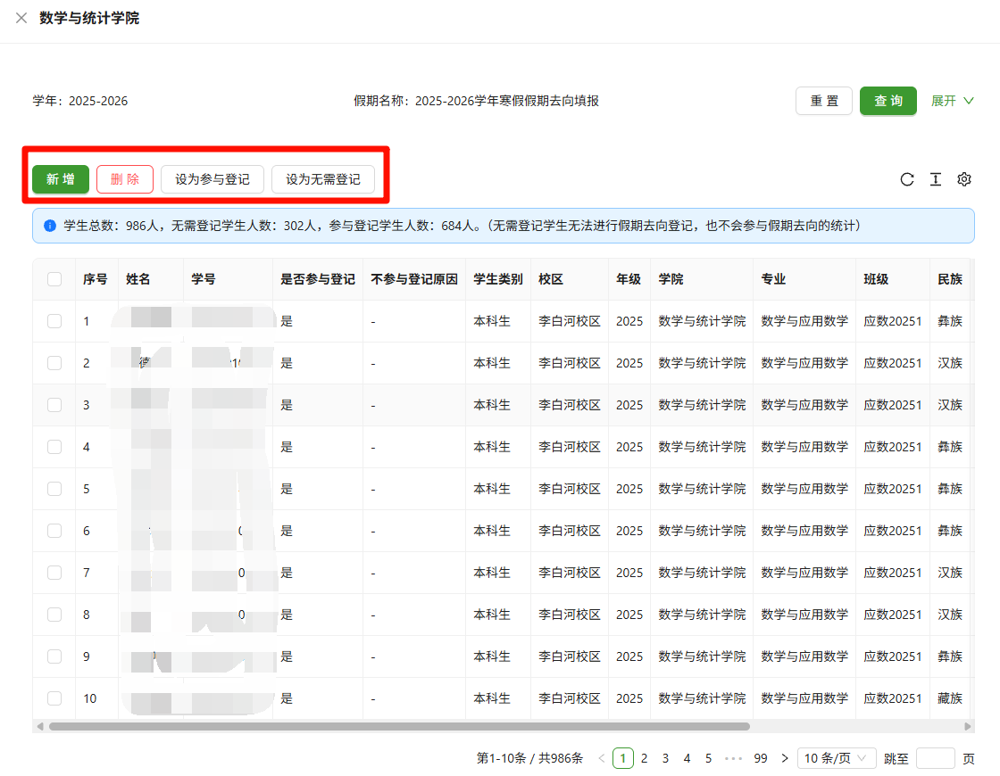 数学与统计学院
学年：2025-2026 假期名称：2025-2026学年寒假假期去向填报 重 置 查 询 展开
新 增 删 除 设为参与登记 设为无需登记
学生总数：986人，无需登记学生人数：302人，参与登记学生人数：684人。（无需登记学生无法进行假期去向登记，也不会参与假期去向的统计）
序号 姓名 学号 是否参与登记 不参与登记原因 学生类别 校区 年级 学院 专业 班级 民族
1 是 - 本科生 李白河校区 2025 数学与统计学院 数学与应用数学 应数20251 彝族
2 德 是 - 本科生 李白河校区 2025 数学与统计学院 数学与应用数学 应数20251 汉族
3 是 - 本科生 李白河校区 2025 数学与统计学院 数学与应用数学 应数20251 汉族
4 是 - 本科生 李白河校区 2025 数学与统计学院 数学与应用数学 应数20251 彝族
5 是 - 本科生 李白河校区 2025 数学与统计学院 数学与应用数学 应数20251 彝族
6 是 - 本科生 李白河校区 2025 数学与统计学院 数学与应用数学 应数20251 彝族
7 0 是 - 本科生 李白河校区 2025 数学与统计学院 数学与应用数学 应数20251 汉族
8 0 是 - 本科生 李白河校区 2025 数学与统计学院 数学与应用数学 应数20251 汉族
9 是 - 本科生 李白河校区 2025 数学与统计学院 数学与应用数学 应数20251 彝族
10 是 - 本科生 李白河校区 2025 数学与统计学院 数学与应用数学 应数20251 藏族
第1-10条 / 共986条 1 2 3 4 5 ••• 99 10 条/页 跳至 页